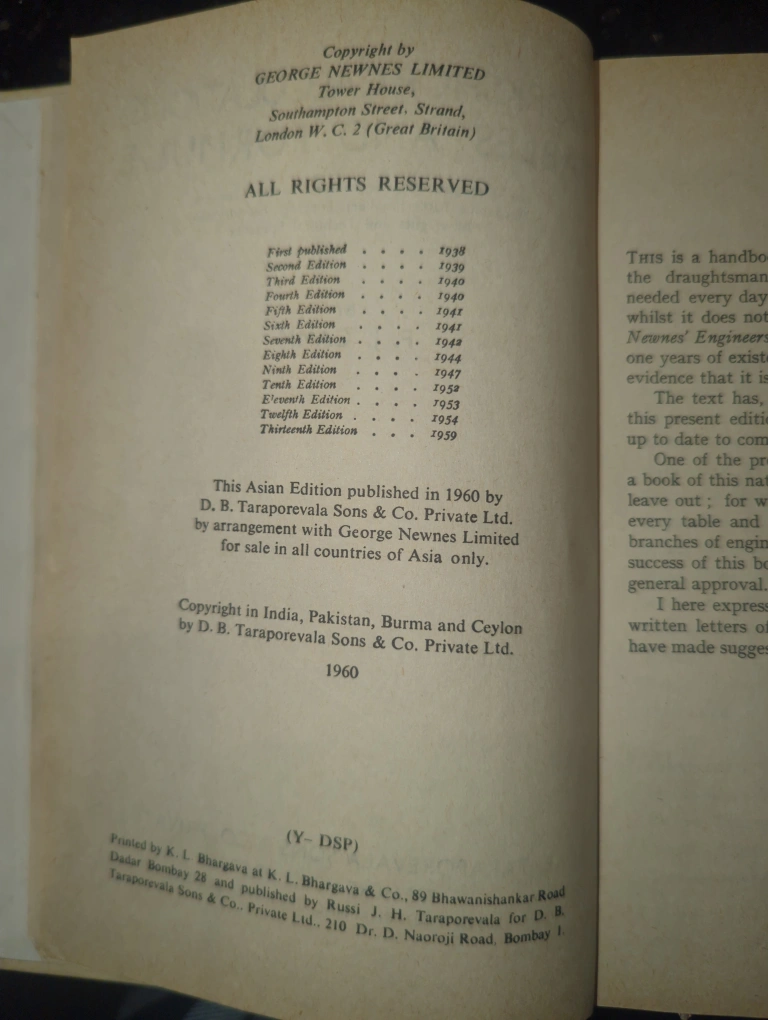 Copyright by
GEORGE NEWNES LIMITED
Tower House,
Southampton Street, Strand,
London W. C. 2 (Great Britain)
ALL RIGHTS RESERVED
First published . . . . 1938
Second Edition . . . . 1939
Third Edition . . . . 1940
Fourth Edition . . . . 1940
Fifth Edition . . . . 1941
Sixth Edition . . . . 1941
Seventh Edition . . . . 1942
Eighth Edition . . . . 1944
Ninth Edition . . . . 1947
Tenth Edition . . . . 1952
Eleventh Edition . . . . 1953
Twelfth Edition . . . . 1954
Thirteenth Edition . . . 1959
This Asian Edition published in 1960 by
D. B. Taraporevala Sons & Co. Private Ltd.
by arrangement with George Newnes Limited
for sale in all countries of Asia only.
Copyright in India, Pakistan, Burma and Ceylon
by D. B. Taraporevala Sons & Co. Private Ltd.
1960
(Y- DSP)
Printed by K. L. Bhargava at K. L. Bhargava & Co., 89 Bhawanishankar Road
Dadar Bombay 28 and published by Russi J. H. Taraporevala for D. B.
Taraporevala Sons & Co., Private Ltd., 210 Dr. D. Naoroji Road, Bombay 1.
THIS is a handbo
the draughtsman
needed every day
whilst it does not
Newnes' Engineers
one years of exist
evidence that it is
The text has,
this present editi
up to date to com
One of the pr
a book of this nat
leave out ; for w
every table and
branches of engin
success of this bo
general approval.
I here express
written letters of
have made sugges